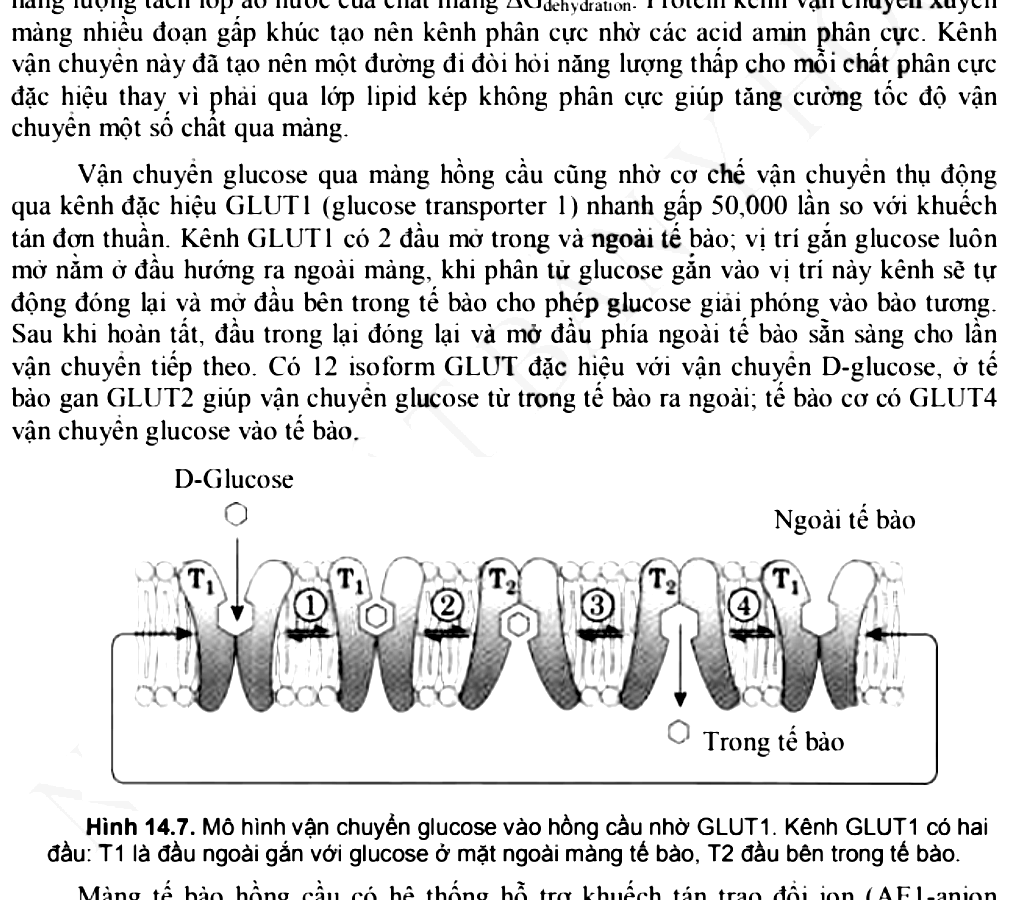 năng lượng tách lớp áo nước của chất mang ΔGdehydration. Protein kênh vận chuyển xuyên
màng nhiều đoạn gấp khúc tạo nên kênh phân cực nhờ các acid amin phân cực. Kênh
vận chuyển này đã tạo nên một đường đi đòi hỏi năng lượng thấp cho mỗi chất phân cực
đặc hiệu thay vì phải qua lớp lipid kép không phân cực giúp tăng cường tốc độ vận
chuyển một số chất qua màng.
Vận chuyển glucose qua màng hồng cầu cũng nhờ cơ chế vận chuyển thụ động
qua kênh đặc hiệu GLUT1 (glucose transporter 1) nhanh gấp 50,000 lần so với khuếch
tán đơn thuần. Kênh GLUT1 có 2 đầu mở trong và ngoài tế bào; vị trí gắn glucose luôn
mở nằm ở đầu hướng ra ngoài màng, khi phân tử glucose gắn vào vị trí này kênh sẽ tự
động đóng lại và mở đầu bên trong tế bào cho phép glucose giải phóng vào bào tương.
Sau khi hoàn tất, đầu trong lại đóng lại và mở đầu phía ngoài tế bào sẵn sàng cho lần
vận chuyển tiếp theo. Có 12 isoform GLUT đặc hiệu với vận chuyển D-glucose, ở tế
bào gan GLUT2 giúp vận chuyển glucose từ trong tế bào ra ngoài; tế bào cơ có GLUT4
vận chuyển glucose vào tế bào.
D-Glucose
Ngoài tế bào
T1 1 T1 2 T2 3 T2 4 T1
Trong tế bào
Hình 14.7. Mô hình vận chuyển glucose vào hồng cầu nhờ GLUT1. Kênh GLUT1 có hai
đầu: T1 là đầu ngoài gắn với glucose ở mặt ngoài màng tế bào, T2 đầu bên trong tế bào.
Màng tế bào hồng cầu có hệ thống hỗ trợ khuếch tán trao đổi ion (AE1-anion